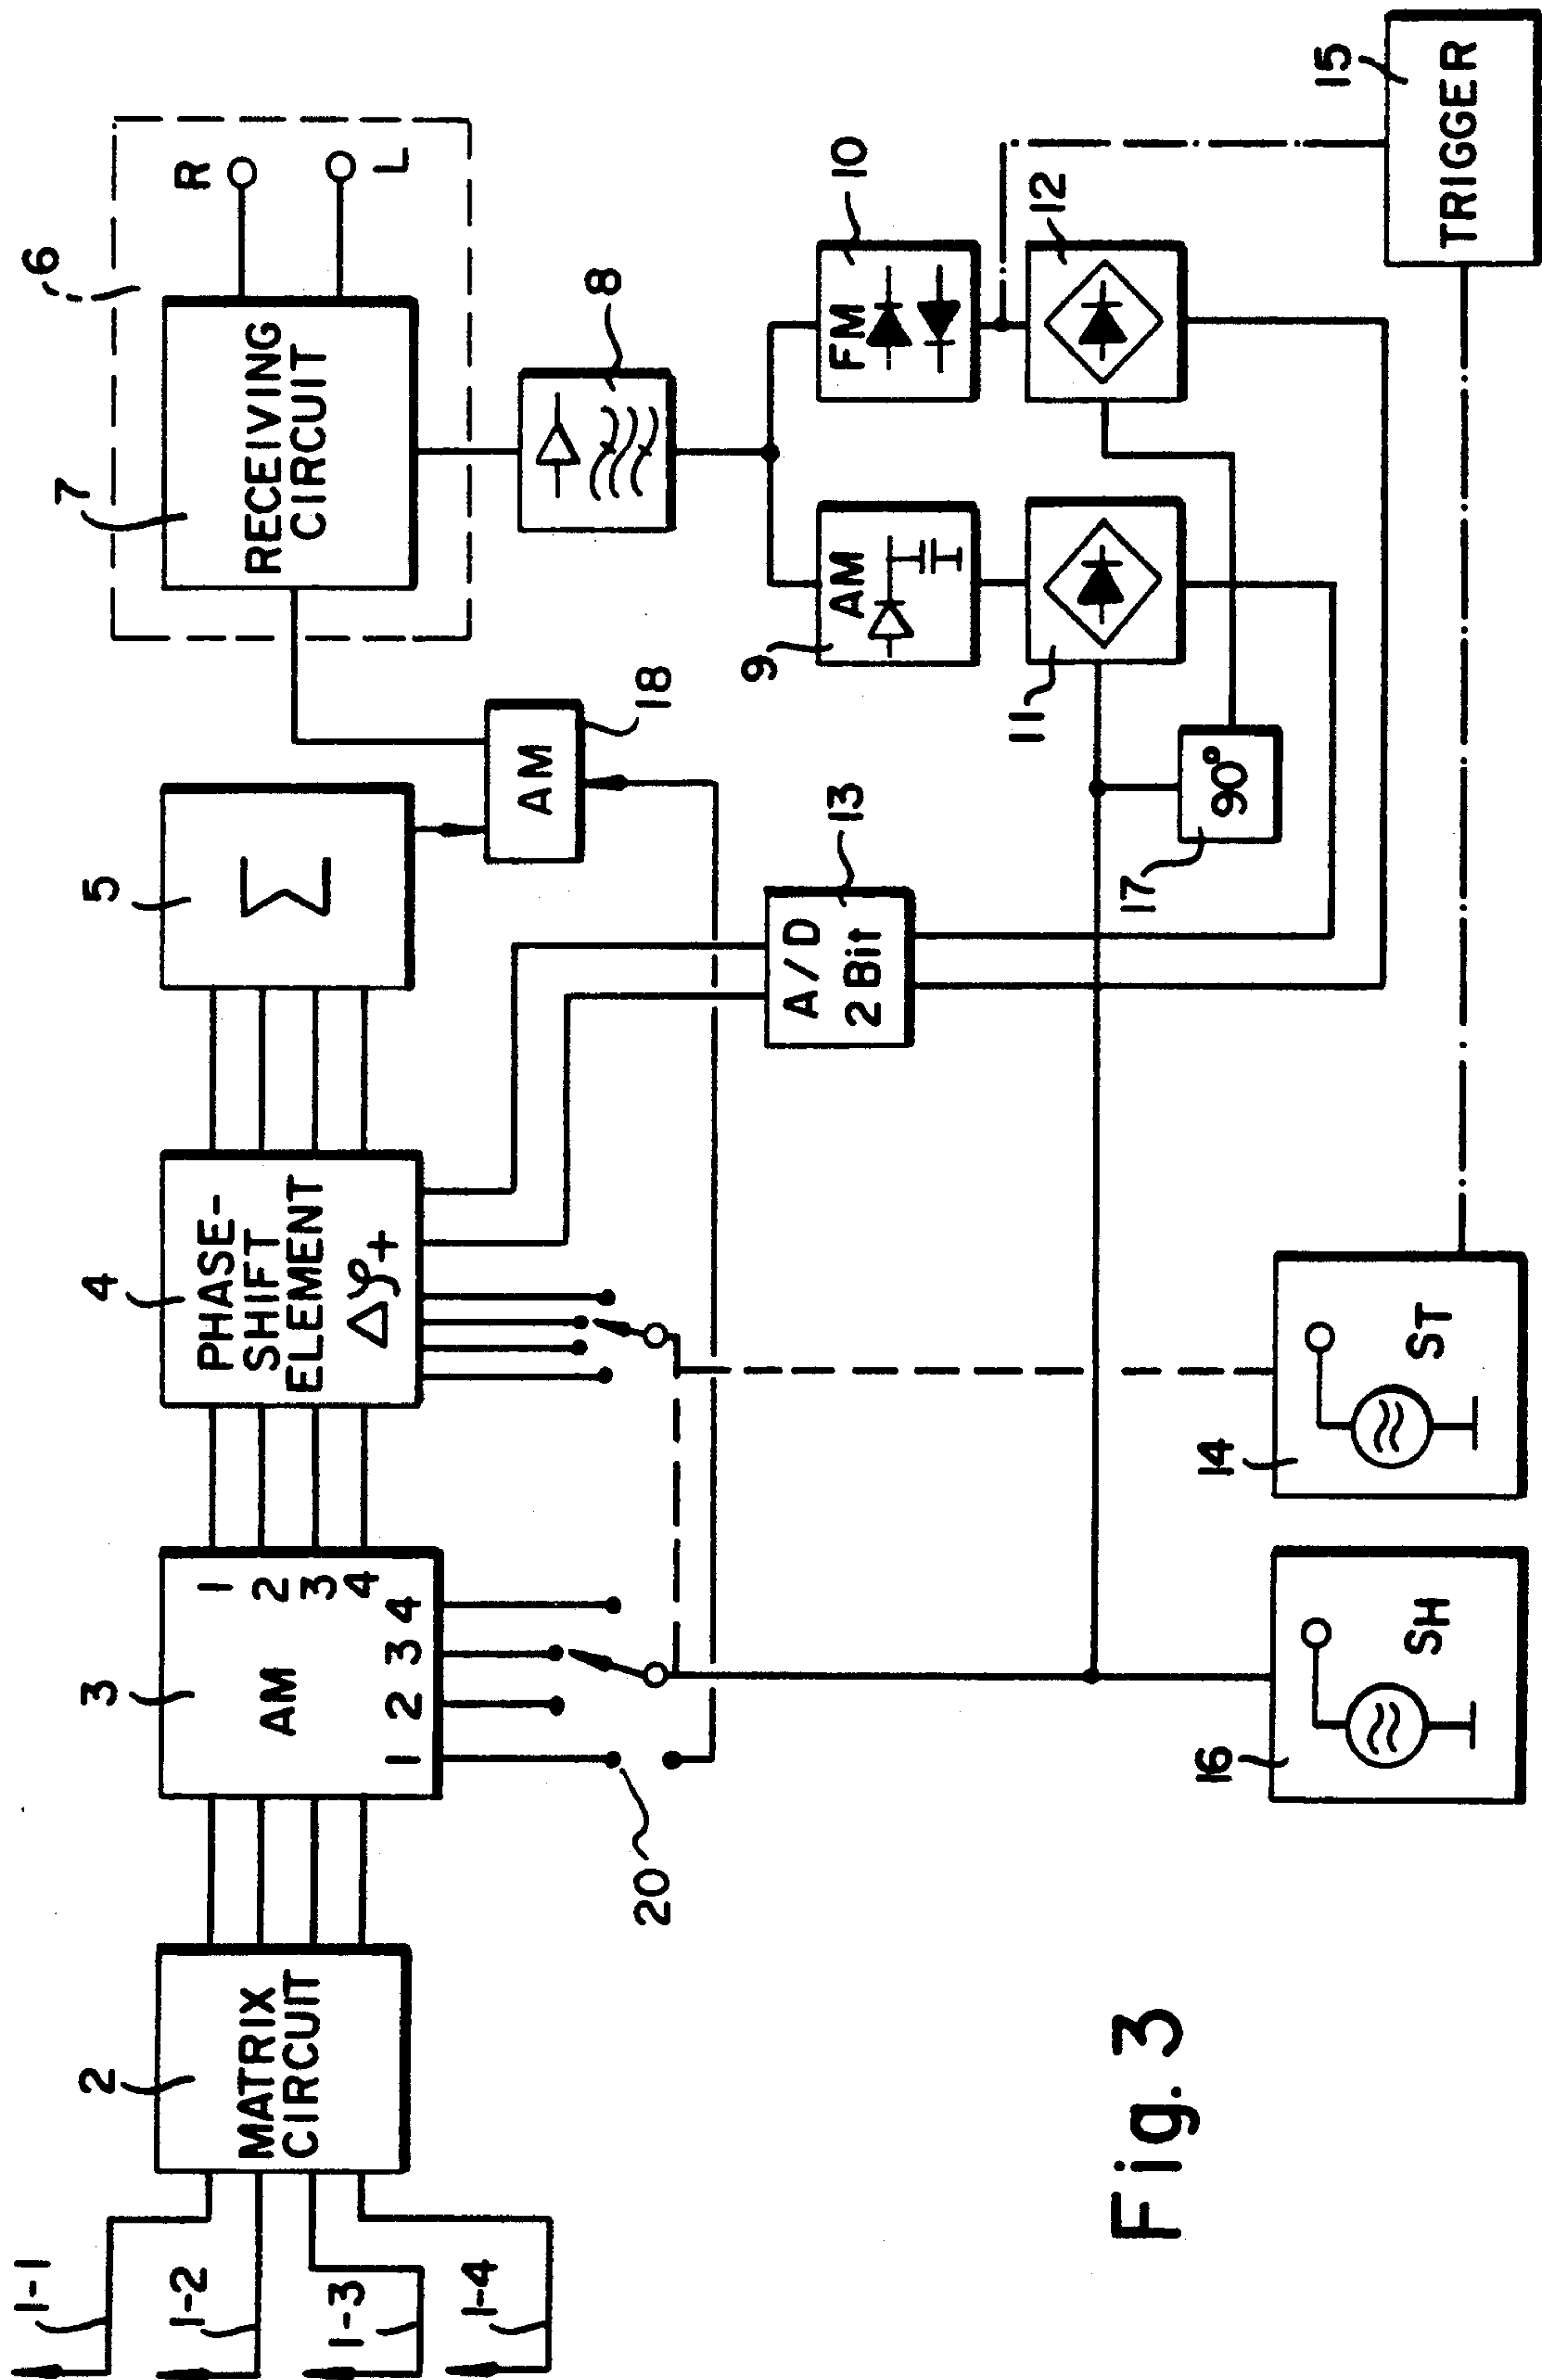 1-1
1-2
1-3
1-4
2
MATRIX
CIRCUIT
3
AM
1
2
3
4
1 2 3 4
20
4
PHASE-
SHIFT
ELEMENT
Δφ+
5
Σ
AM
18
6
7
RECEIVING
CIRCUIT
R
L
8
9
AM
10
FM
11
12
13
A/D
2 Bit
17
90°
14
ST
16
SH
15
TRIGGER
Fig. 3